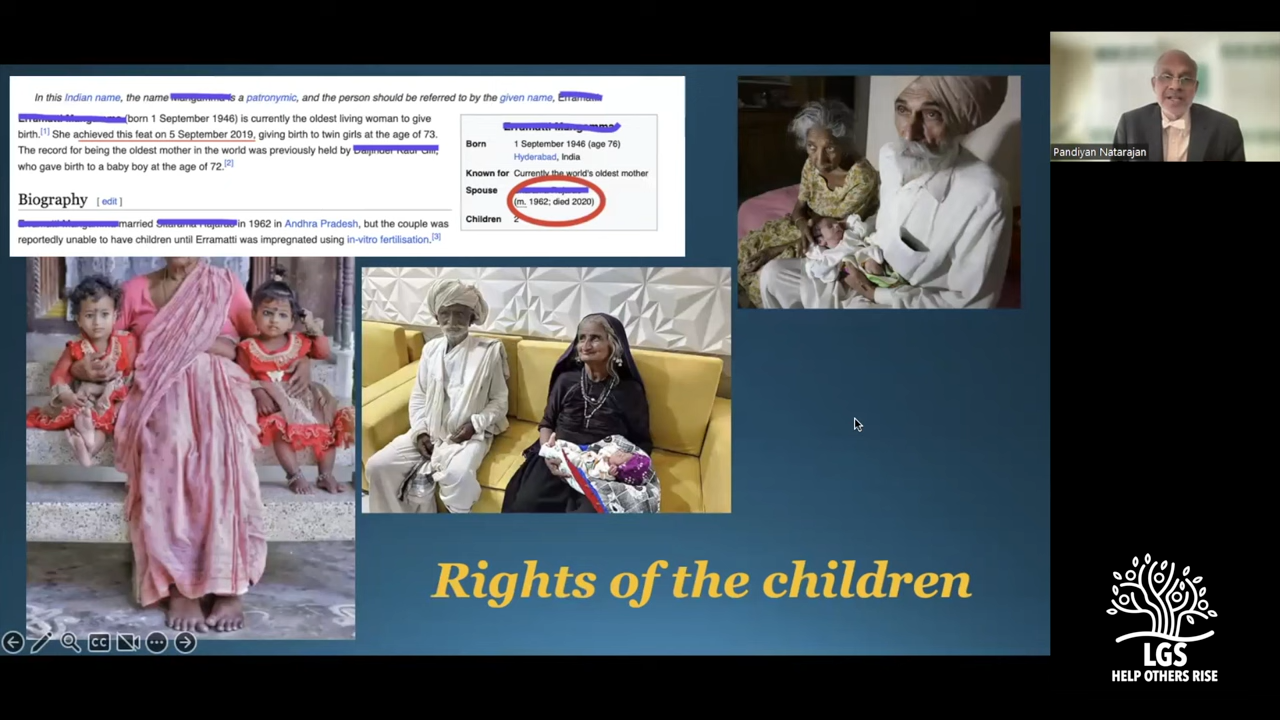 In this Indian name, the name is a patronymic, and the person should be referred to by the given name,
(born 1 September 1946) is currently the oldest living woman to give
birth.[1] She achieved this feat on 5 September 2019, giving birth to twin girls at the age of 73.
The record for being the oldest mother in the world was previously held by
who gave birth to a baby boy at the age of 72.[2]
Biography [ edit ]
married in 1962 in Andhra Pradesh, but the couple was
reportedly unable to have children until Erramatti was impregnated using in-vitro fertilisation.[3]
Born 1 September 1946 (age 76)
Hyderabad, India
Known for Currently the world's oldest mother
Spouse
(m. 1962; died 2020)
Children 2
Rights of the children
CC
Pandiyan Natarajan
LGS
HELP OTHERS RISE